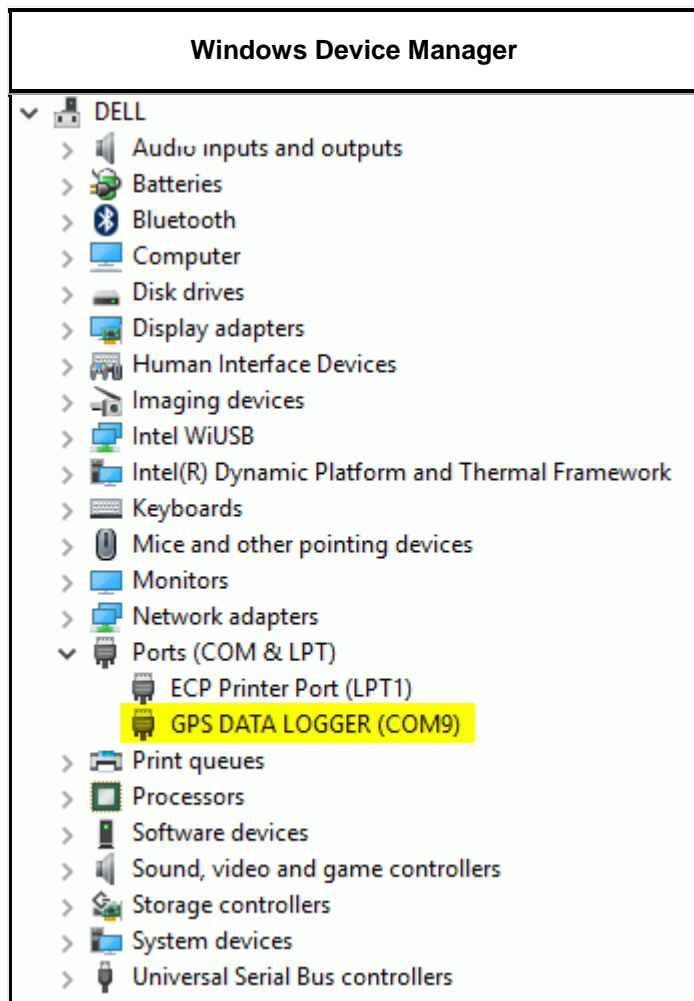 Windows Device Manager
DELL
Audio inputs and outputs
Batteries
Bluetooth
Computer
Disk drives
Display adapters
Human Interface Devices
Imaging devices
Intel WiUSB
Intel(R) Dynamic Platform and Thermal Framework
Keyboards
Mice and other pointing devices
Monitors
Network adapters
Ports (COM & LPT)
ECP Printer Port (LPT1)
GPS DATA LOGGER (COM9)
Print queues
Processors
Software devices
Sound, video and game controllers
Storage controllers
System devices
Universal Serial Bus controllers